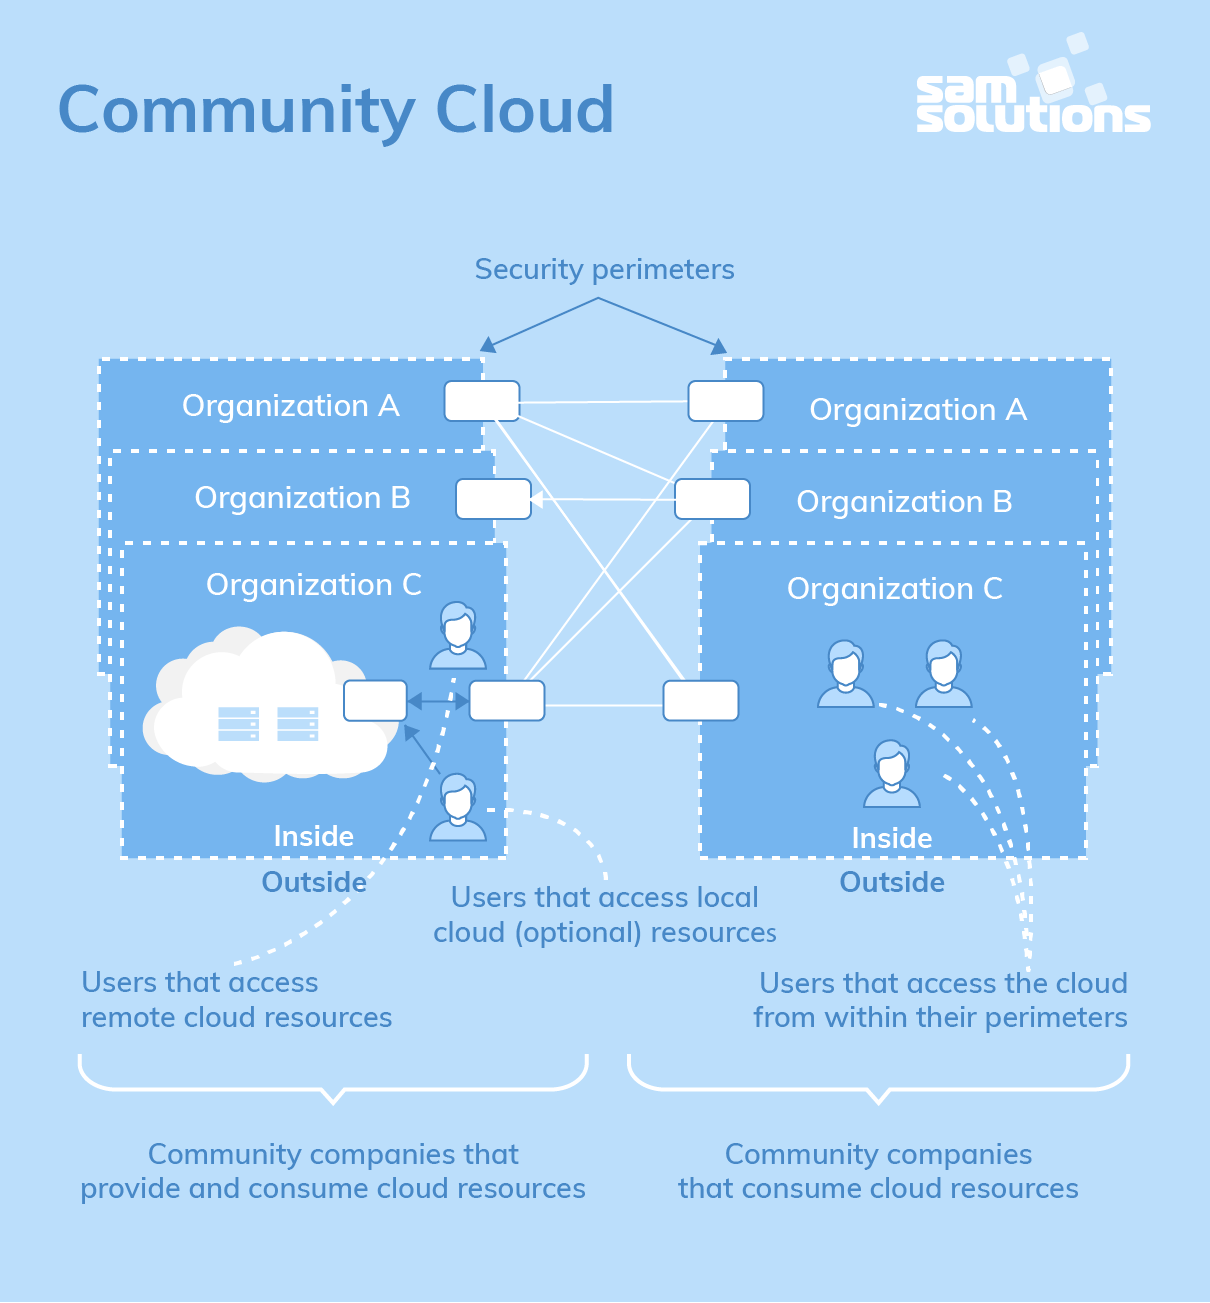 Community Cloud
sam
solutions
Security perimeters
Organization A
Organization A
Organization B
Organization B
Organization C
Organization C
Inside
Inside
Outside
Outside
Users that access local
cloud (optional) resources
Users that access
remote cloud resources
Users that access the cloud
from within their perimeters
Community companies that
provide and consume cloud resources
Community companies
that consume cloud resources